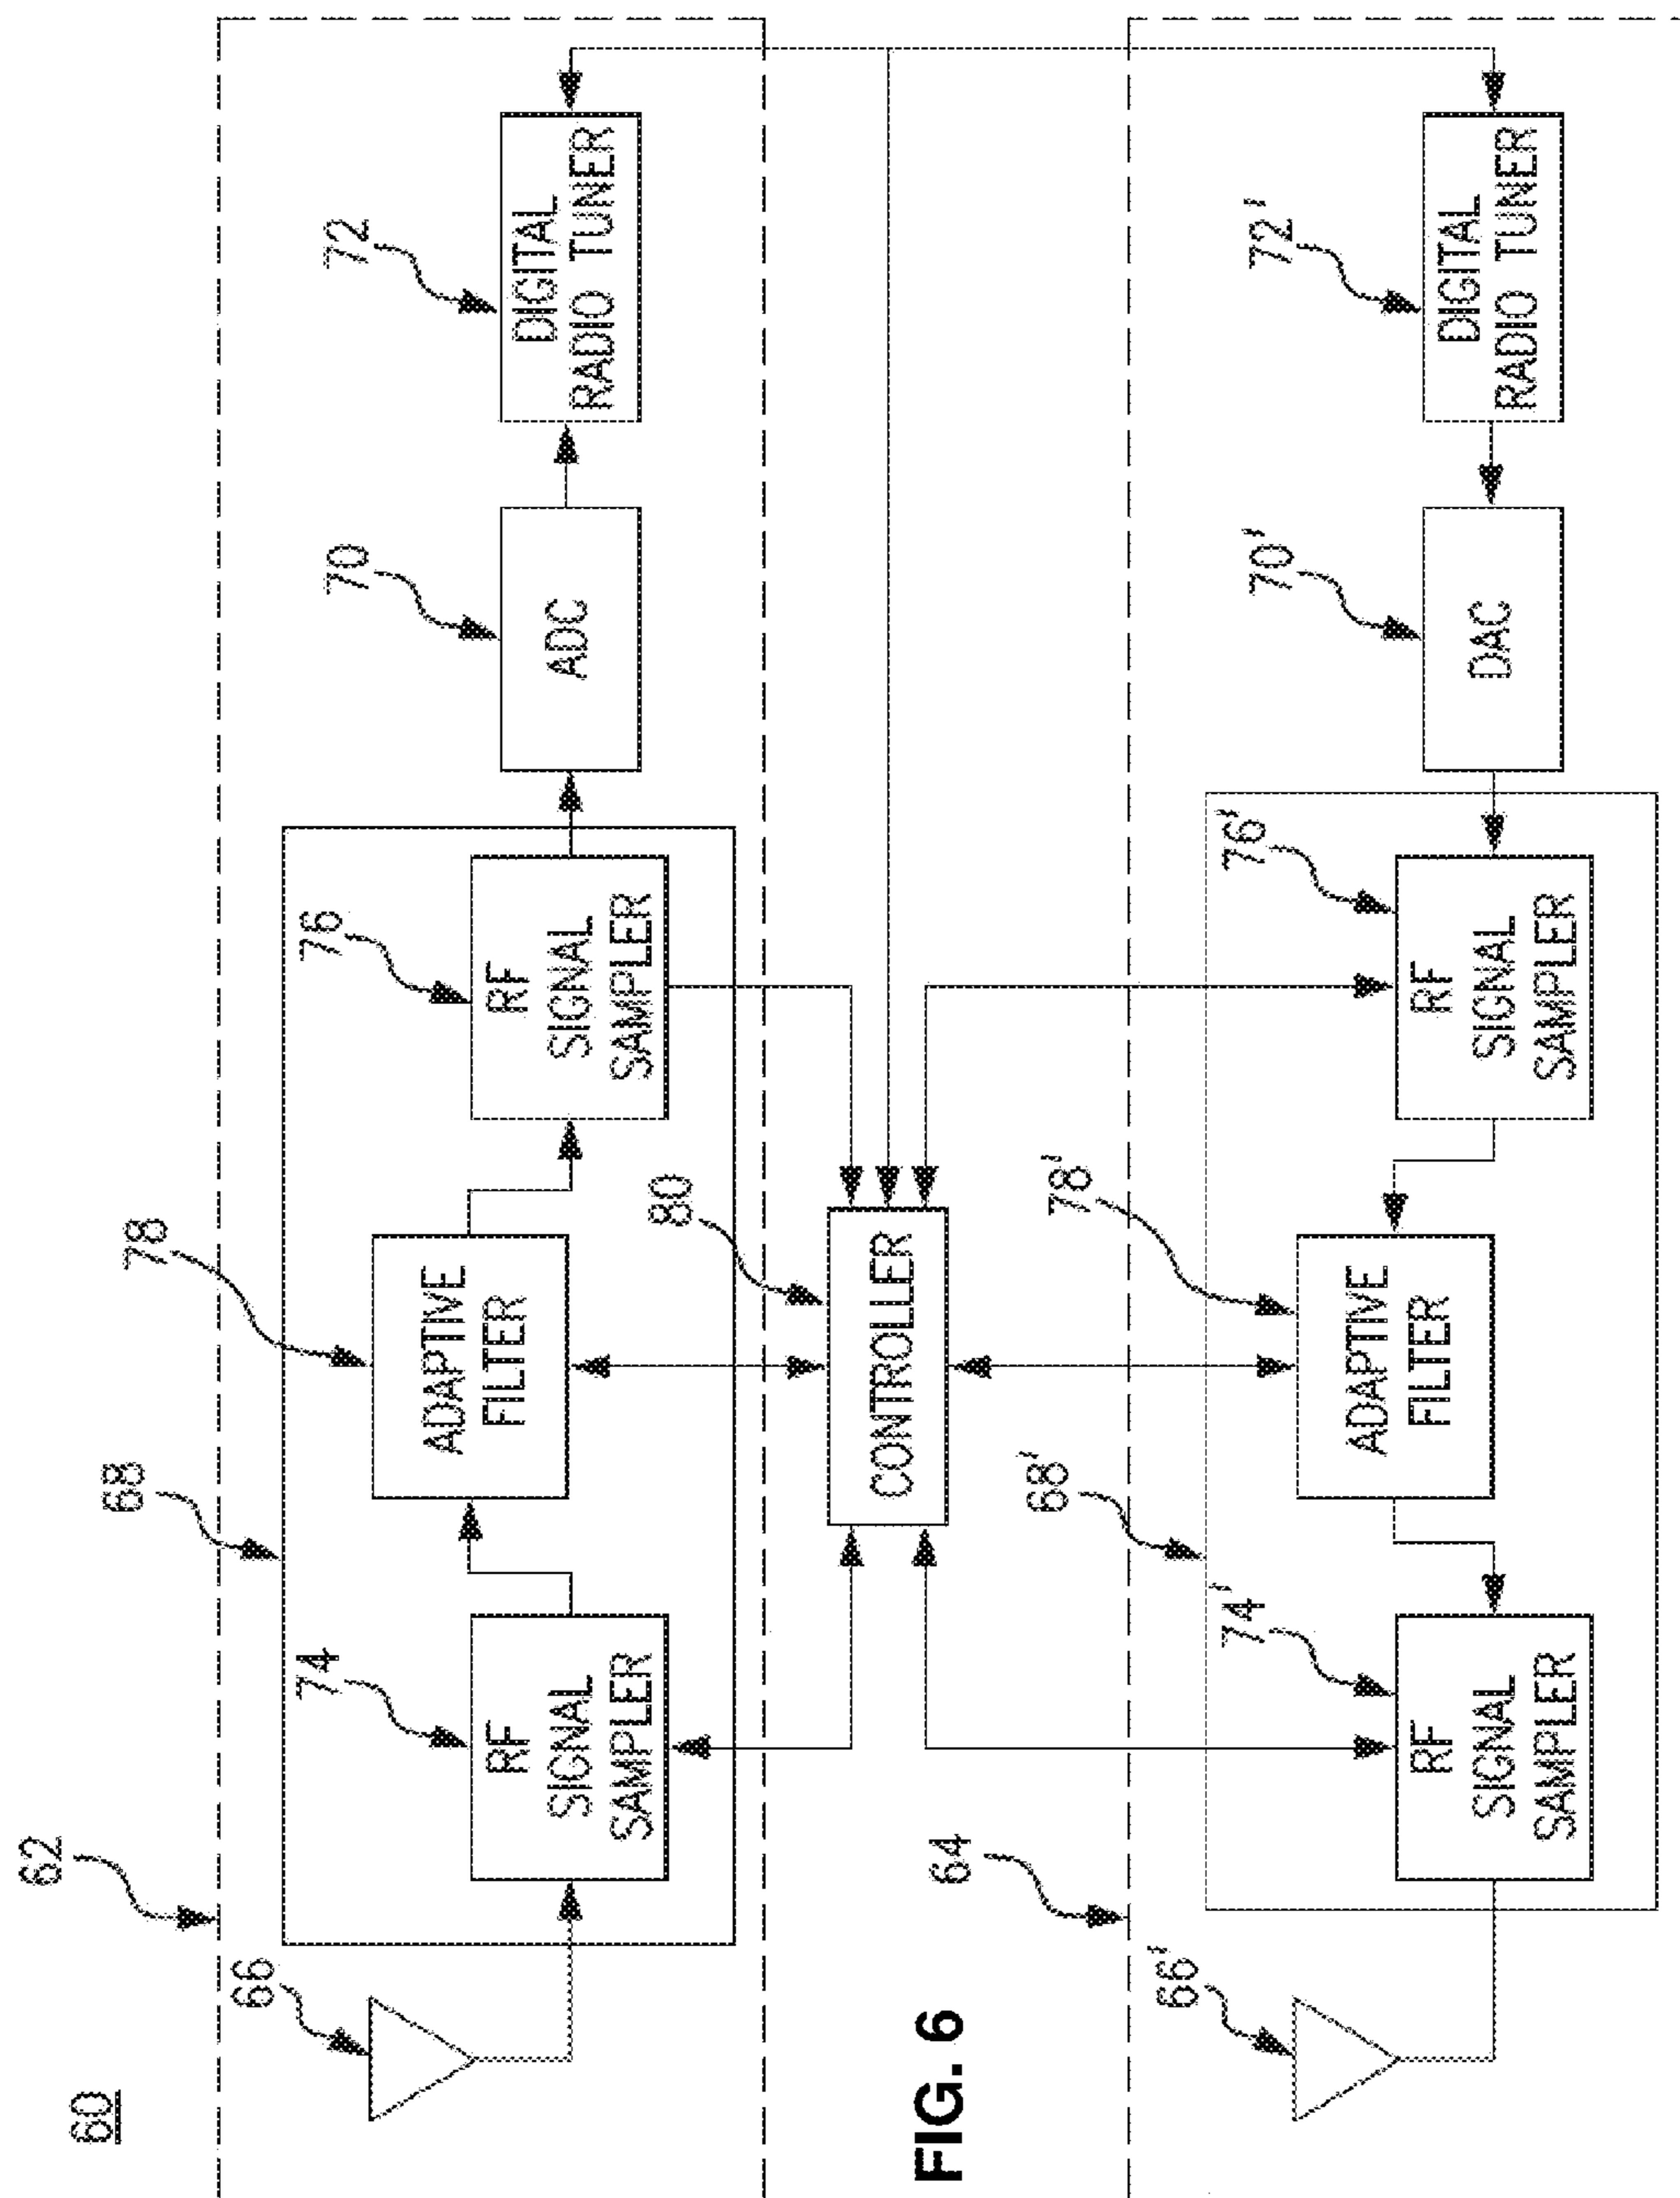 60
62
66
68
74
RF
SIGNAL
SAMPLER
78
ADAPTIVE
FILTER
76
RF
SIGNAL
SAMPLER
70
ADC
72
DIGITAL
RADIO TUNER
80
CONTROLLER
FIG. 6
64
66'
68'
74'
RF
SIGNAL
SAMPLER
78'
ADAPTIVE
FILTER
76'
RF
SIGNAL
SAMPLER
70'
DAC
72'
DIGITAL
RADIO TUNER